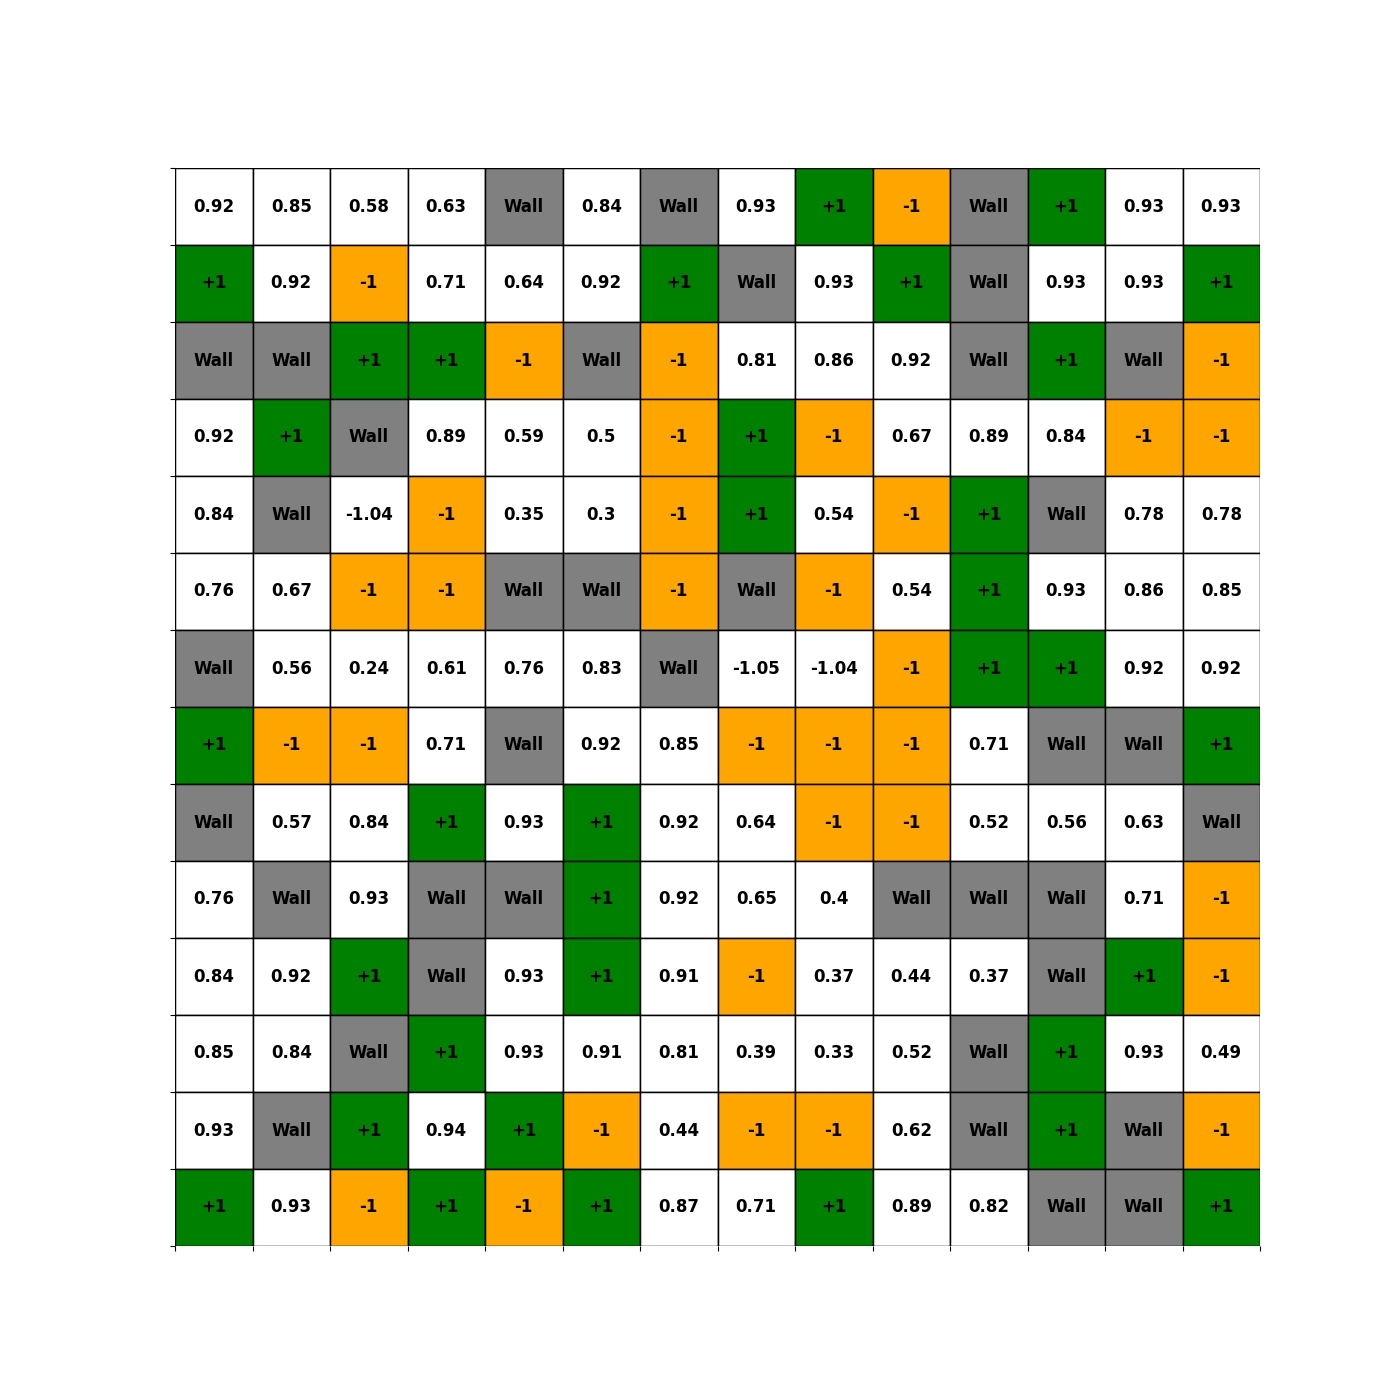 0.92 0.85 0.58 0.63 Wall 0.84 Wall 0.93 +1 -1 Wall +1 0.93 0.93
+1 0.92 -1 0.71 0.64 0.92 +1 Wall 0.93 +1 Wall 0.93 0.93 +1
Wall Wall +1 +1 -1 Wall -1 0.81 0.86 0.92 Wall +1 Wall -1
0.92 +1 Wall 0.89 0.59 0.5 -1 +1 -1 0.67 0.89 0.84 -1 -1
0.84 Wall -1.04 -1 0.35 0.3 -1 +1 0.54 -1 +1 Wall 0.78 0.78
0.76 0.67 -1 -1 Wall Wall -1 Wall -1 0.54 +1 0.93 0.86 0.85
Wall 0.56 0.24 0.61 0.76 0.83 Wall -1.05 -1.04 -1 +1 +1 0.92 0.92
+1 -1 -1 0.71 Wall 0.92 0.85 -1 -1 -1 0.71 Wall Wall +1
Wall 0.57 0.84 +1 0.93 +1 0.92 0.64 -1 -1 0.52 0.56 0.63 Wall
0.76 Wall 0.93 Wall Wall +1 0.92 0.65 0.4 Wall Wall Wall 0.71 -1
0.84 0.92 +1 Wall 0.93 +1 0.91 -1 0.37 0.44 0.37 Wall +1 -1
0.85 0.84 Wall +1 0.93 0.91 0.81 0.39 0.33 0.52 Wall +1 0.93 0.49
0.93 Wall +1 0.94 +1 -1 0.44 -1 -1 0.62 Wall +1 Wall -1
+1 0.93 -1 +1 -1 +1 0.87 0.71 +1 0.89 0.82 Wall Wall +1